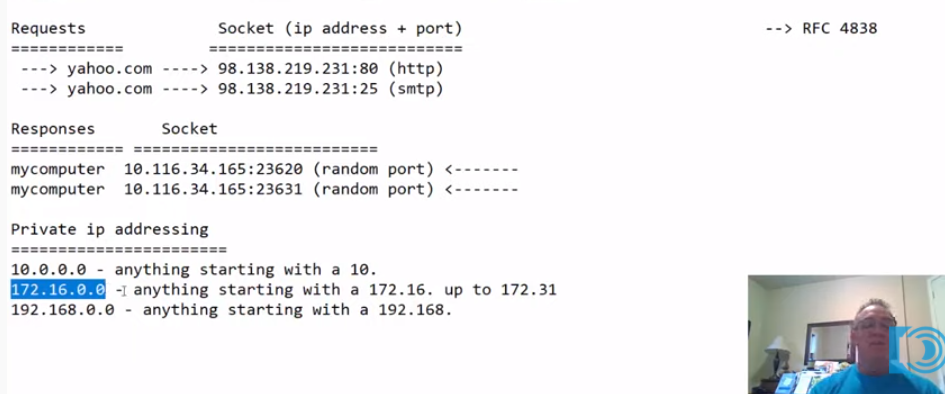 Requests Socket (ip address + port) --> RFC 4838
============ ===========================
---> yahoo.com ----> 98.138.219.231:80 (http)
---> yahoo.com ----> 98.138.219.231:25 (smtp)
Responses Socket
============ ==========================
mycomputer 10.116.34.165:23620 (random port) <-------
mycomputer 10.116.34.165:23631 (random port) <-------
Private ip addressing
=======================
10.0.0.0 - anything starting with a 10.
172.16.0.0 - anything starting with a 172.16. up to 172.31
192.168.0.0 - anything starting with a 192.168.